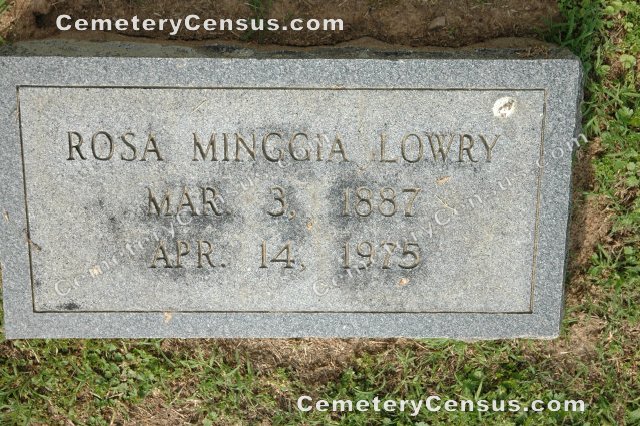 CemeteryCensus.com
ROSA MINGGIA LOWRY
MAR. 3, 1887
APR. 14, 1975
CemeteryCensus.com